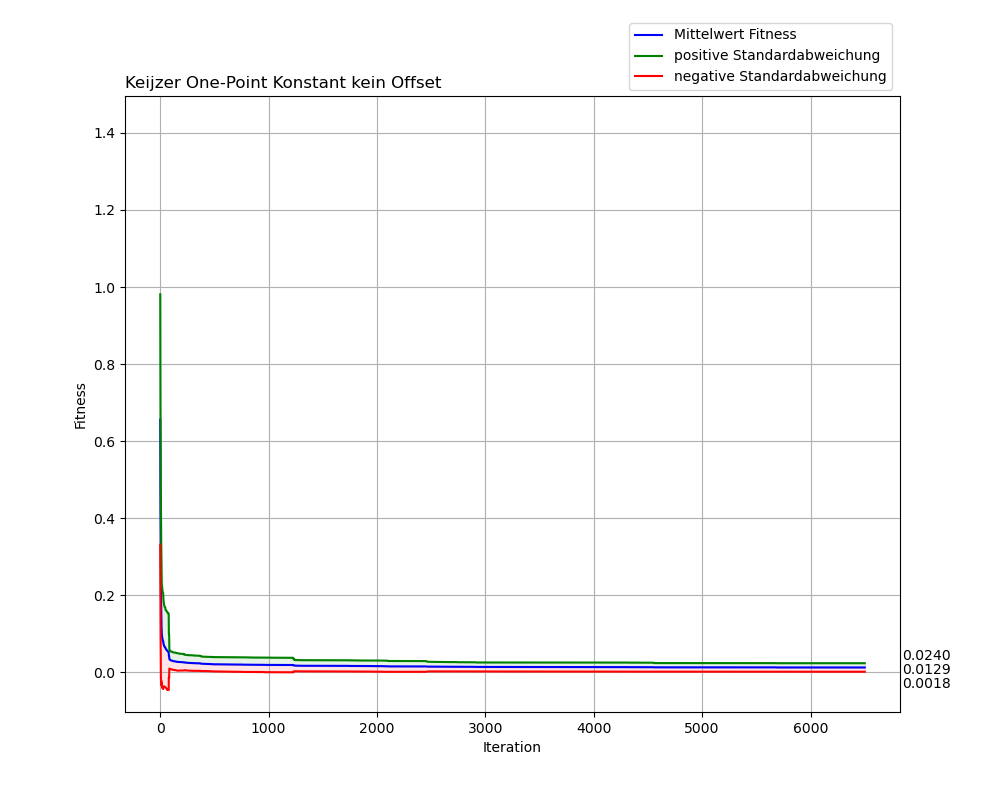 Mittelwert Fitness
positive Standardabweichung
negative Standardabweichung
Keijzer One-Point Konstant kein Offset
1.4
1.2
1.0
0.8
0.6
0.4
0.2
0.0
Fitness
0.0240
0.0129
0.0018
0 1000 2000 3000 4000 5000 6000
Iteration